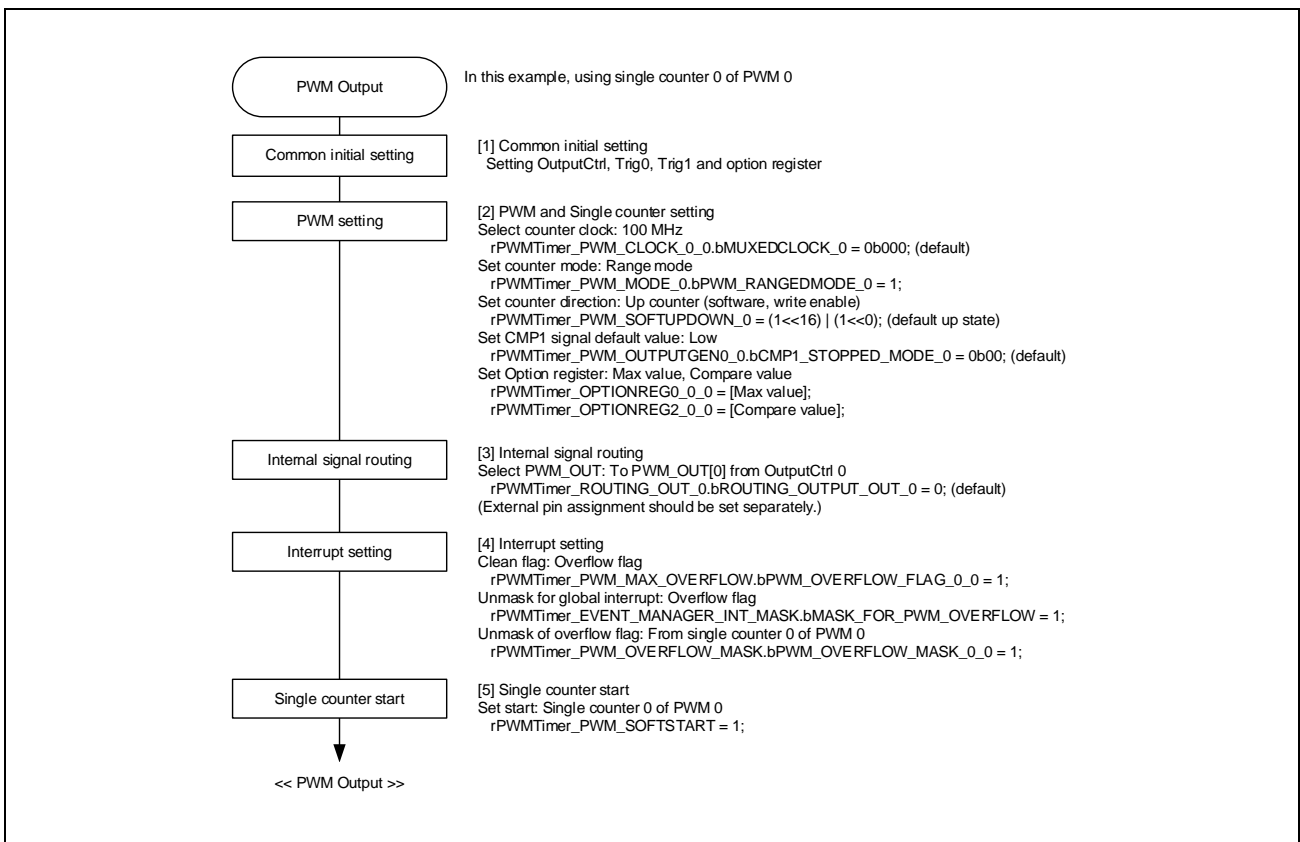 PWM Output
In this example, using single counter 0 of PWM 0
Common initial setting
[1] Common initial setting
Setting OutputCtrl, Trig0, Trig1 and option register
PWM setting
[2] PWM and Single counter setting
Select counter clock: 100 MHz
rPWMTimer_PWM_CLOCK_0_0.bMUXEDCLOCK_0 = 0b000; (default)
Set counter mode: Range mode
rPWMTimer_PWM_MODE_0.bPWM_RANGEDMODE_0 = 1;
Set counter direction: Up counter (software, write enable)
rPWMTimer_PWM_SOFTUPDOWN_0 = (1<<16) | (1<<0); (default up state)
Set CMP1 signal default value: Low
rPWMTimer_PWM_OUTPUTGEN0_0.bCMP1_STOPPED_MODE_0 = 0b00; (default)
Set Option register: Max value, Compare value
rPWMTimer_OPTIONREG0_0_0 = [Max value];
rPWMTimer_OPTIONREG2_0_0 = [Compare value];
Internal signal routing
[3] Internal signal routing
Select PWM_OUT: To PWM_OUT[0] from OutputCtrl 0
rPWMTimer_ROUTING_OUT_0.bROUTING_OUTPUT_OUT_0 = 0; (default)
(External pin assignment should be set separately.)
Interrupt setting
[4] Interrupt setting
Clean flag: Overflow flag
rPWMTimer_PWM_MAX_OVERFLOW.bPWM_OVERFLOW_FLAG_0_0 = 1;
Unmask for global interrupt: Overflow flag
rPWMTimer_EVENT_MANAGER_INT_MASK.bMASK_FOR_PWM_OVERFLOW = 1;
Unmask of overflow flag: From single counter 0 of PWM 0
rPWMTimer_PWM_OVERFLOW_MASK.bPWM_OVERFLOW_MASK_0_0 = 1;
Single counter start
[5] Single counter start
Set start: Single counter 0 of PWM 0
rPWMTimer_PWM_SOFTSTART = 1;
<< PWM Output >>